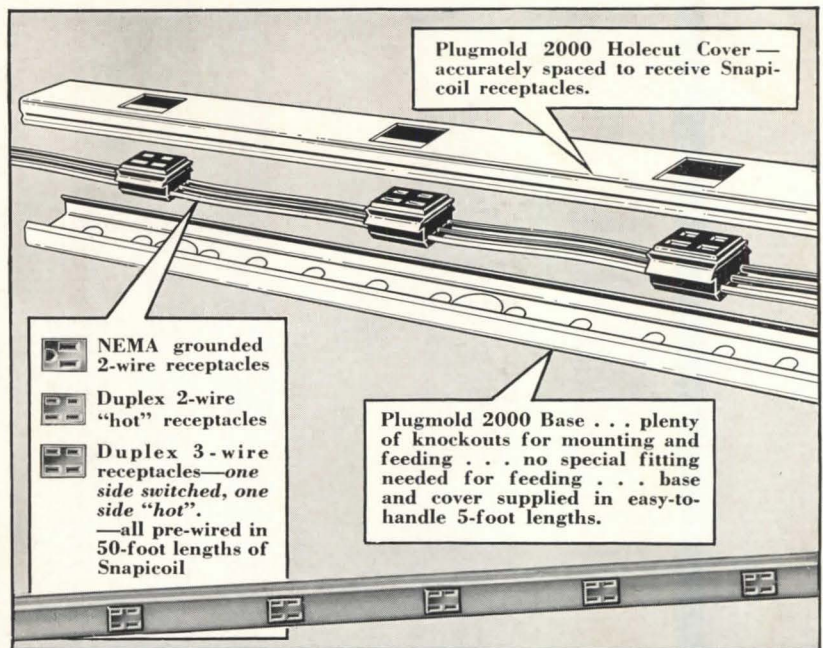 Plugmold 2000 Holecut Cover —
accurately spaced to receive Snapi-
coil receptacles.
NEMA grounded
2-wire receptacles
Duplex 2-wire
"hot" receptacles
Duplex 3-wire
receptacles—one
side switched, one
side "hot".
—all pre-wired in
50-foot lengths of
Snapicoil
Plugmold 2000 Base . . . plenty
of knockouts for mounting and
feeding . . . no special fitting
needed for feeding . . . base
and cover supplied in easy-to-
handle 5-foot lengths.